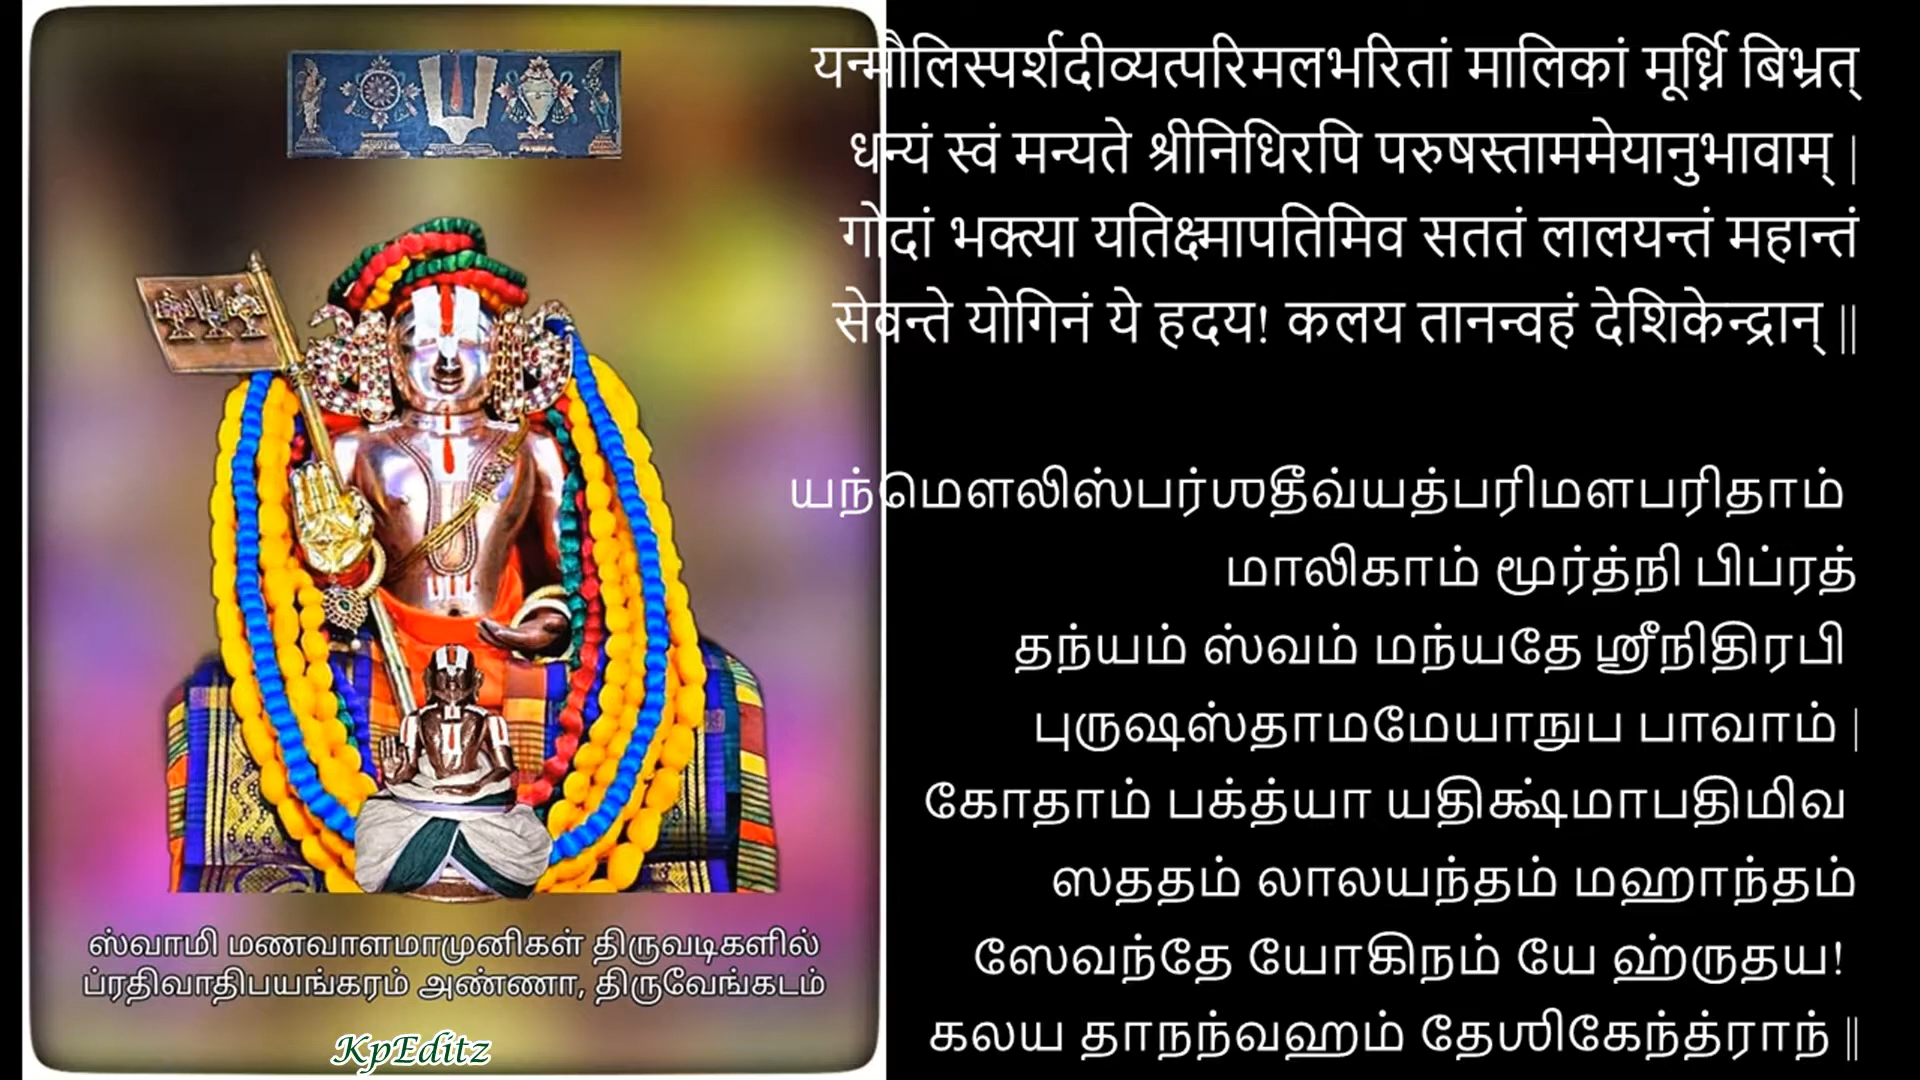 यन्मौलिस्पर्शदीव्यत्परिमलभरितां मालिकां मूर्ध्नि बिभ्रत्
धन्यं स्वं मन्यते श्रीनिधिरपि परुषस्ताममेयानुभावाम् |
गोदां भक्त्या यतिक्ष्मापतिमिव सततं लालयन्तं महान्तं
सेवन्ते योगिनं ये हृदय! कलय तानन्वहं देशिकेन्द्रान् ||
யந்மௌலிஸ்பர்ஶதீவ்யத்பரிமளபரிதாம்
மாலிகாம் மூர்த்நி பிப்ரத்
தந்யம் ஸ்வம் மந்யதே ஶ்ரீநிதிரபி
புருஷஸ்தாமமேயாநுப பாவாம் |
கோதாம் பக்த்யா யதிக்ஷ்மாபதிமிவ
ஸததம் லாலயந்தம் மஹாந்தம்
ஸேவந்தே யோகிநம் யே ஹ்ருதய!
கலய தாநந்வஹம் தேஶிகேந்த்ராந் ||
ஸ்வாமி மணவாளமாமுனிகள் திருவடிகளில்
ப்ரதிவாதிபயங்கரம் அண்ணா, திருவேங்கடம்
KpEditz